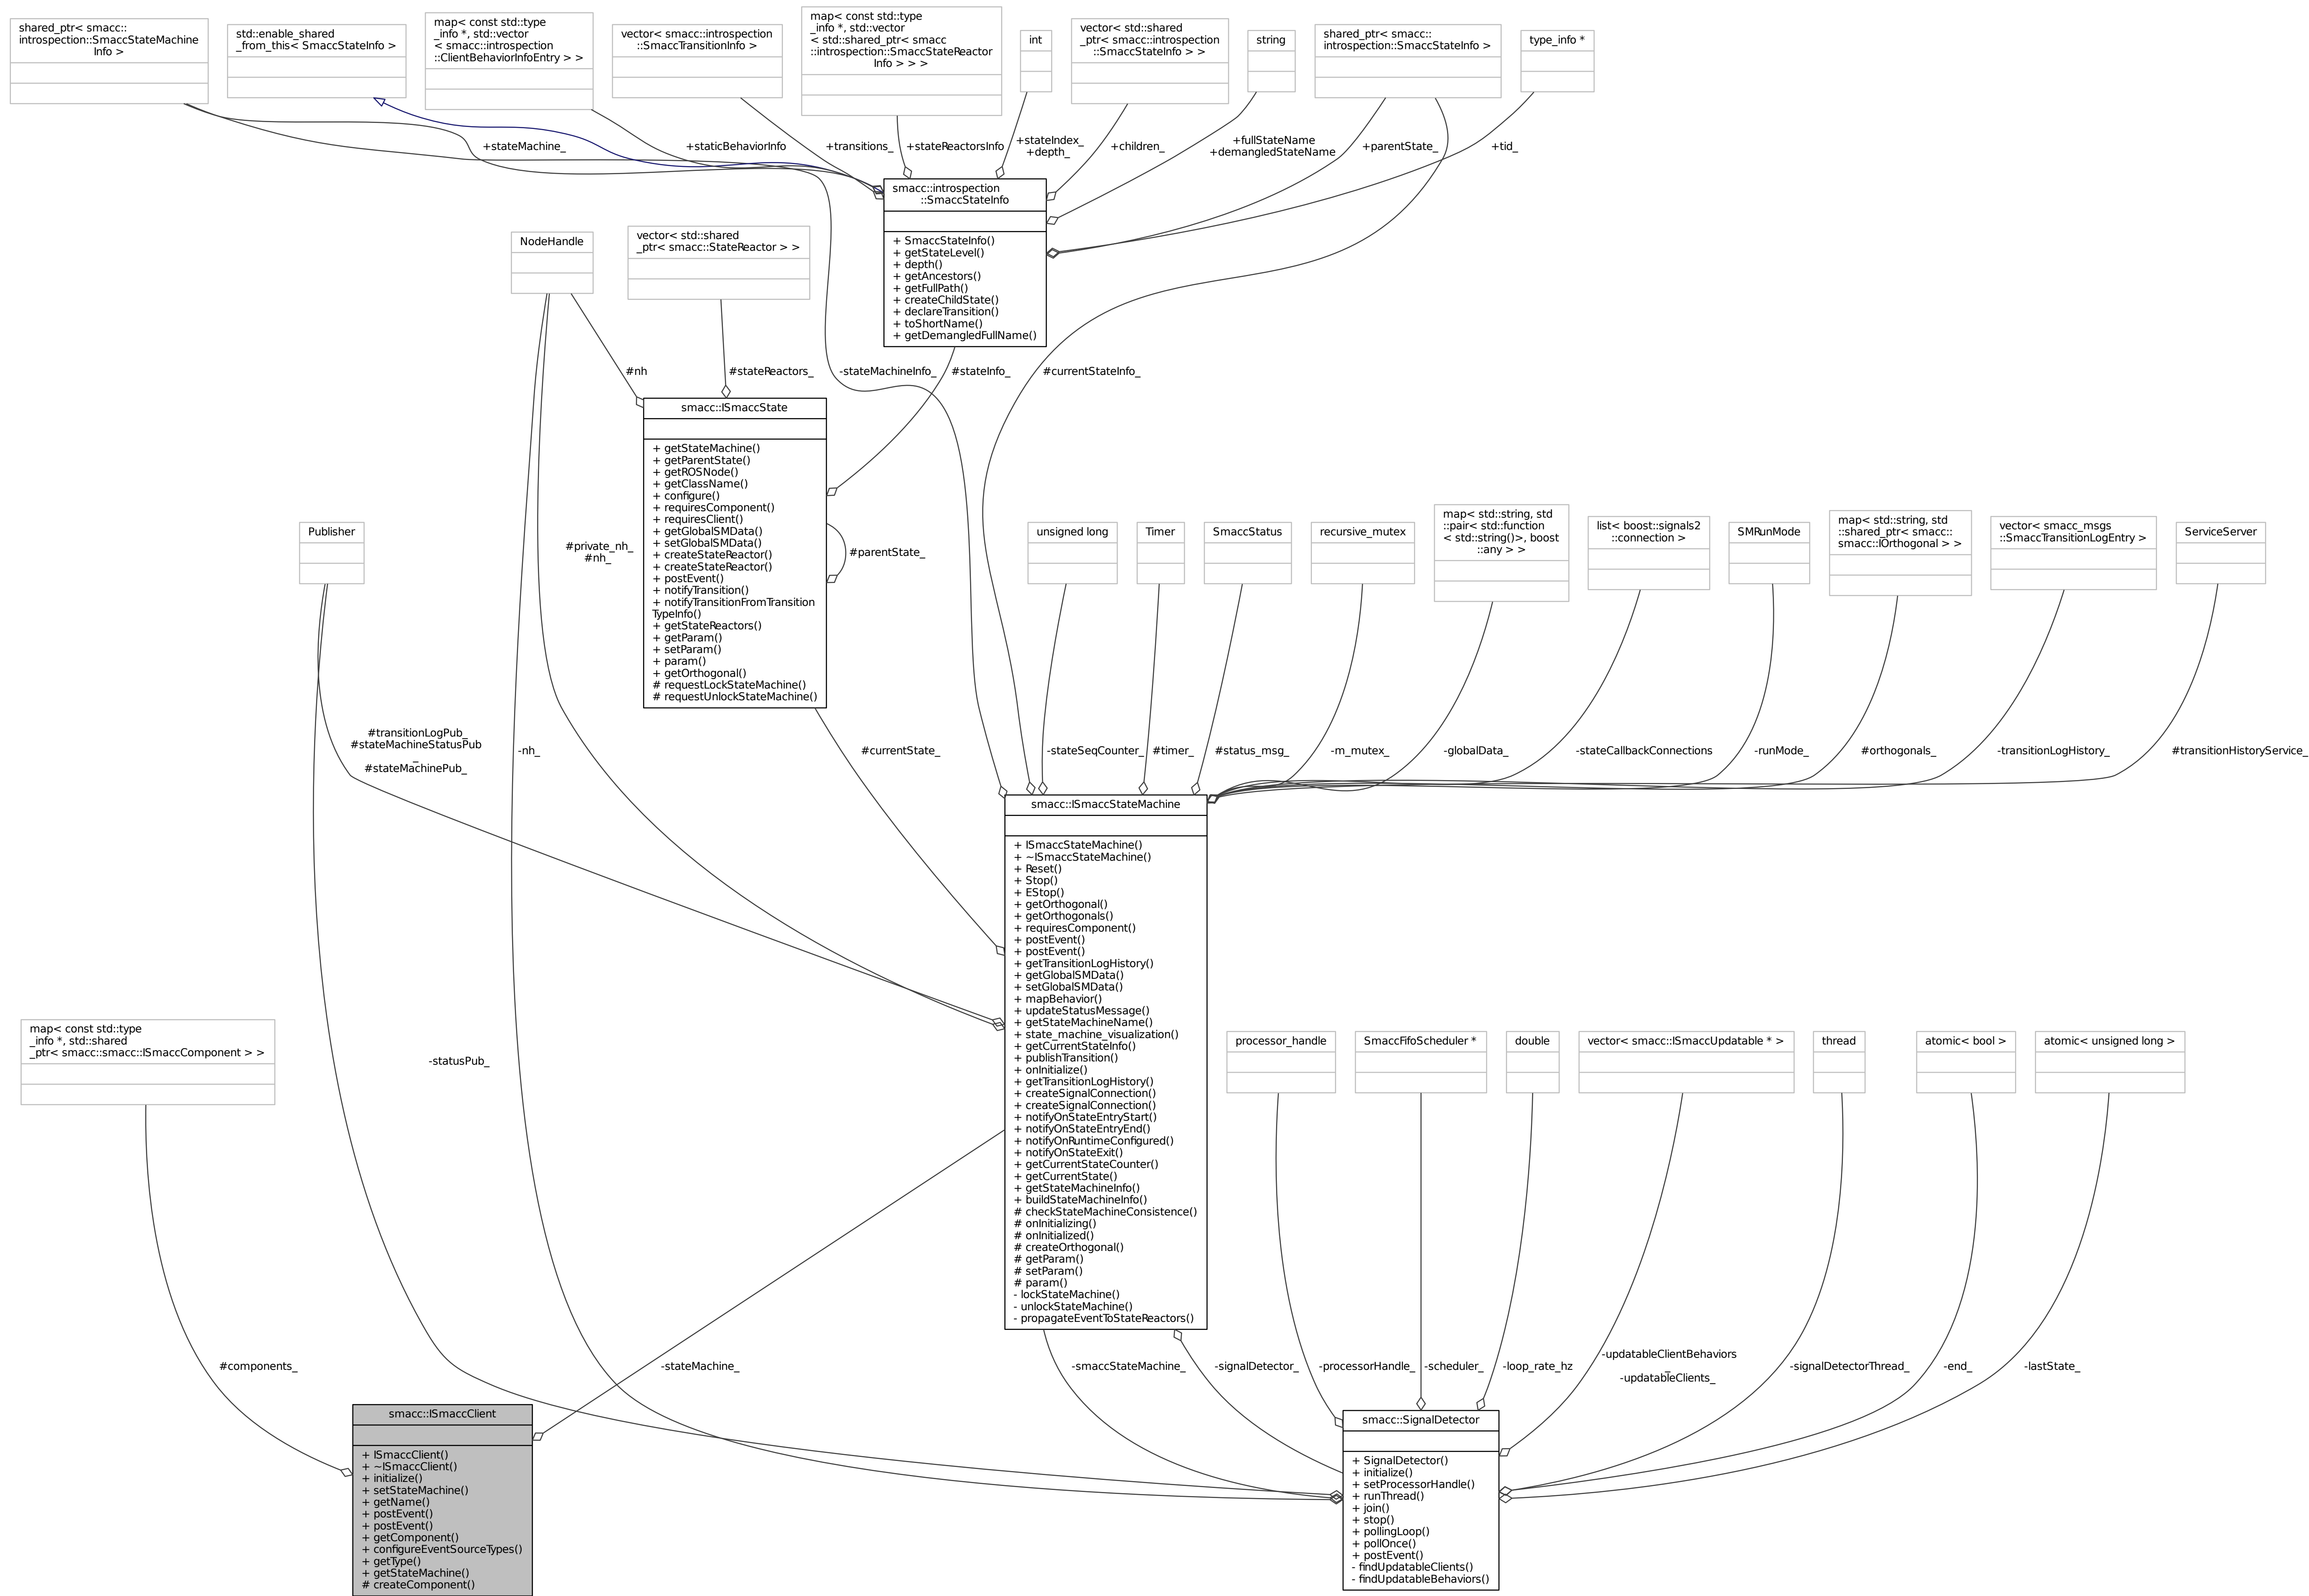 shared_ptr< smacc::
introspection::SmaccStateMachine
Info >
std::enable_shared
_from_this< SmaccStateInfo >
map< const std::type
_info *, std::vector
< smacc::introspection
::ClientBehaviorInfoEntry > >
vector< smacc::introspection
::SmaccTransitionInfo >
map< const std::type
_info *, std::vector
< std::shared_ptr< smacc
::introspection::SmaccStateReactor
Info > > >
int
vector< std::shared
_ptr< smacc::introspection
::SmaccStateInfo > >
string
shared_ptr< smacc::
introspection::SmaccStateInfo >
type_info *
+stateMachine_
+staticBehaviorInfo
+transitions_
+stateReactorsInfo
+stateIndex_
+depth_
+children_
+fullStateName
+demangledStateName
+parentState_
+tid_
smacc::introspection
::SmaccStateInfo
+ SmaccStateInfo()
+ getStateLevel()
+ depth()
+ getAncestors()
+ getFullPath()
+ createChildState()
+ declareTransition()
+ toShortName()
+ getDemangledFullName()
NodeHandle
vector< std::shared
_ptr< smacc::StateReactor > >
#nh
#stateReactors_
-stateMachineInfo_
#stateInfo_
#currentStateInfo_
smacc::ISmaccState
+ getStateMachine()
+ getParentState()
+ getROSNode()
+ getClassName()
+ configure()
+ requiresComponent()
+ requiresClient()
+ getGlobalSMData()
+ setGlobalSMData()
+ createStateReactor()
+ createStateReactor()
+ postEvent()
+ notifyTransition()
+ notifyTransitionFromTransition
TypeInfo()
+ getStateReactors()
+ getParam()
+ setParam()
+ param()
+ getOrthogonal()
# requestLockStateMachine()
# requestUnlockStateMachine()
#parentState_
#private_nh_
#nh_
Publisher
unsigned long
Timer
SmaccStatus
recursive_mutex
map< std::string, std
::pair< std::function
< std::string()>, boost
::any > >
list< boost::signals2
::connection >
SMRunMode
map< std::string, std
::shared_ptr< smacc::
smacc::IOrthogonal > >
vector< smacc_msgs
::SmaccTransitionLogEntry >
ServiceServer
#transitionLogPub_
#stateMachineStatusPub
_
#stateMachinePub_
-nh_
#currentState_
-stateSeqCounter_
#timer_
#status_msg_
-m_mutex_
-globalData_
-stateCallbackConnections
-runMode_
#orthogonals_
-transitionLogHistory_
#transitionHistoryService_
smacc::ISmaccStateMachine
+ ISmaccStateMachine()
+ ~ISmaccStateMachine()
+ Reset()
+ Stop()
+ EStop()
+ getOrthogonal()
+ getOrthogonals()
+ requiresComponent()
+ postEvent()
+ postEvent()
+ getTransitionLogHistory()
+ getGlobalSMData()
+ setGlobalSMData()
+ mapBehavior()
+ updateStatusMessage()
+ getStateMachineName()
+ state_machine_visualization()
+ getCurrentStateInfo()
+ publishTransition()
+ onInitialize()
+ getTransitionLogHistory()
+ createSignalConnection()
+ createSignalConnection()
+ notifyOnStateEntryStart()
+ notifyOnStateEntryEnd()
+ notifyOnRuntimeConfigured()
+ notifyOnStateExit()
+ getCurrentStateCounter()
+ getCurrentState()
+ getStateMachineInfo()
+ buildStateMachineInfo()
# checkStateMachineConsistence()
# onInitializing()
# onInitialized()
# createOrthogonal()
# getParam()
# setParam()
# param()
- lockStateMachine()
- unlockStateMachine()
- propagateEventToStateReactors()
map< const std::type
_info *, std::shared
_ptr< smacc::smacc::ISmaccComponent > >
-statusPub_
processor_handle
SmaccFifoScheduler *
double
vector< smacc::ISmaccUpdatable * >
thread
atomic< bool >
atomic< unsigned long >
#components_
-stateMachine_
-smaccStateMachine_
-signalDetector_
-processorHandle_
-scheduler_
-loop_rate_hz
-updatableClientBehaviors
_
-updatableClients_
-signalDetectorThread_
-end_
-lastState_
smacc::ISmaccClient
+ ISmaccClient()
+ ~ISmaccClient()
+ initialize()
+ setStateMachine()
+ getName()
+ postEvent()
+ postEvent()
+ getComponent()
+ configureEventSourceTypes()
+ getType()
+ getStateMachine()
# createComponent()
smacc::SignalDetector
+ SignalDetector()
+ initialize()
+ setProcessorHandle()
+ runThread()
+ join()
+ stop()
+ pollingLoop()
+ pollOnce()
+ postEvent()
- findUpdatableClients()
- findUpdatableBehaviors()